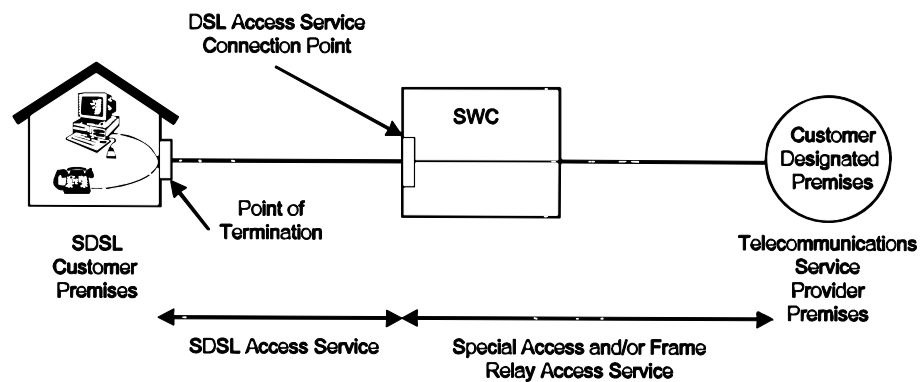 DSL Access Service
Connection Point
SWC
Customer
Designated
Premises
Point of
Termination
SDSL
Customer
Premises
Telecommunications
Service
Provider
Premises
SDSL Access Service
Special Access and/or Frame
Relay Access Service